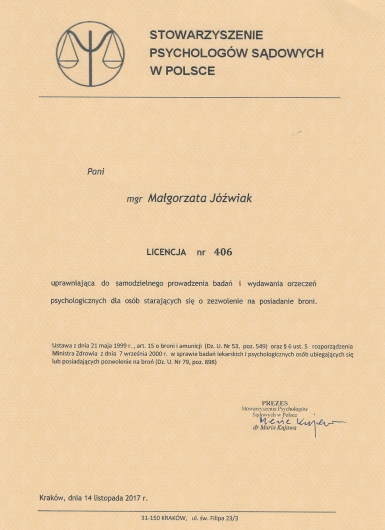 STOWARZYSZENIE
PSYCHOLOGÓW SĄDOWYCH
W POLSCE
Pani
mgr Małgorzata Jóźwiak
LICENCJA nr 406
uprawniająca do samodzielnego prowadzenia badań i wydawania orzeczeń
psychologicznych dla osób starających się o zezwolenie na posiadanie broni.
Ustawa z dnia 21 maja 1999 r., art. 15 o broni i amunicji (Dz. U. Nr 53, poz. 549) oraz § 6 ust. 5 rozporządzenia
Ministra Zdrowia z dnia 7 września 2000 r. w sprawie badań lekarskich i psychologicznych osób ubiegających się
lub posiadających pozwolenie na broń (Dz. U. Nr 79, poz. 898)
PREZES
Stowarzyszenia Psychologów
Sądowych w Polsce
dr Maria Kujawa
Kraków, dnia 14 listopada 2017 r.
31-150 KRAKÓW, ul. św. Filipa 23/3